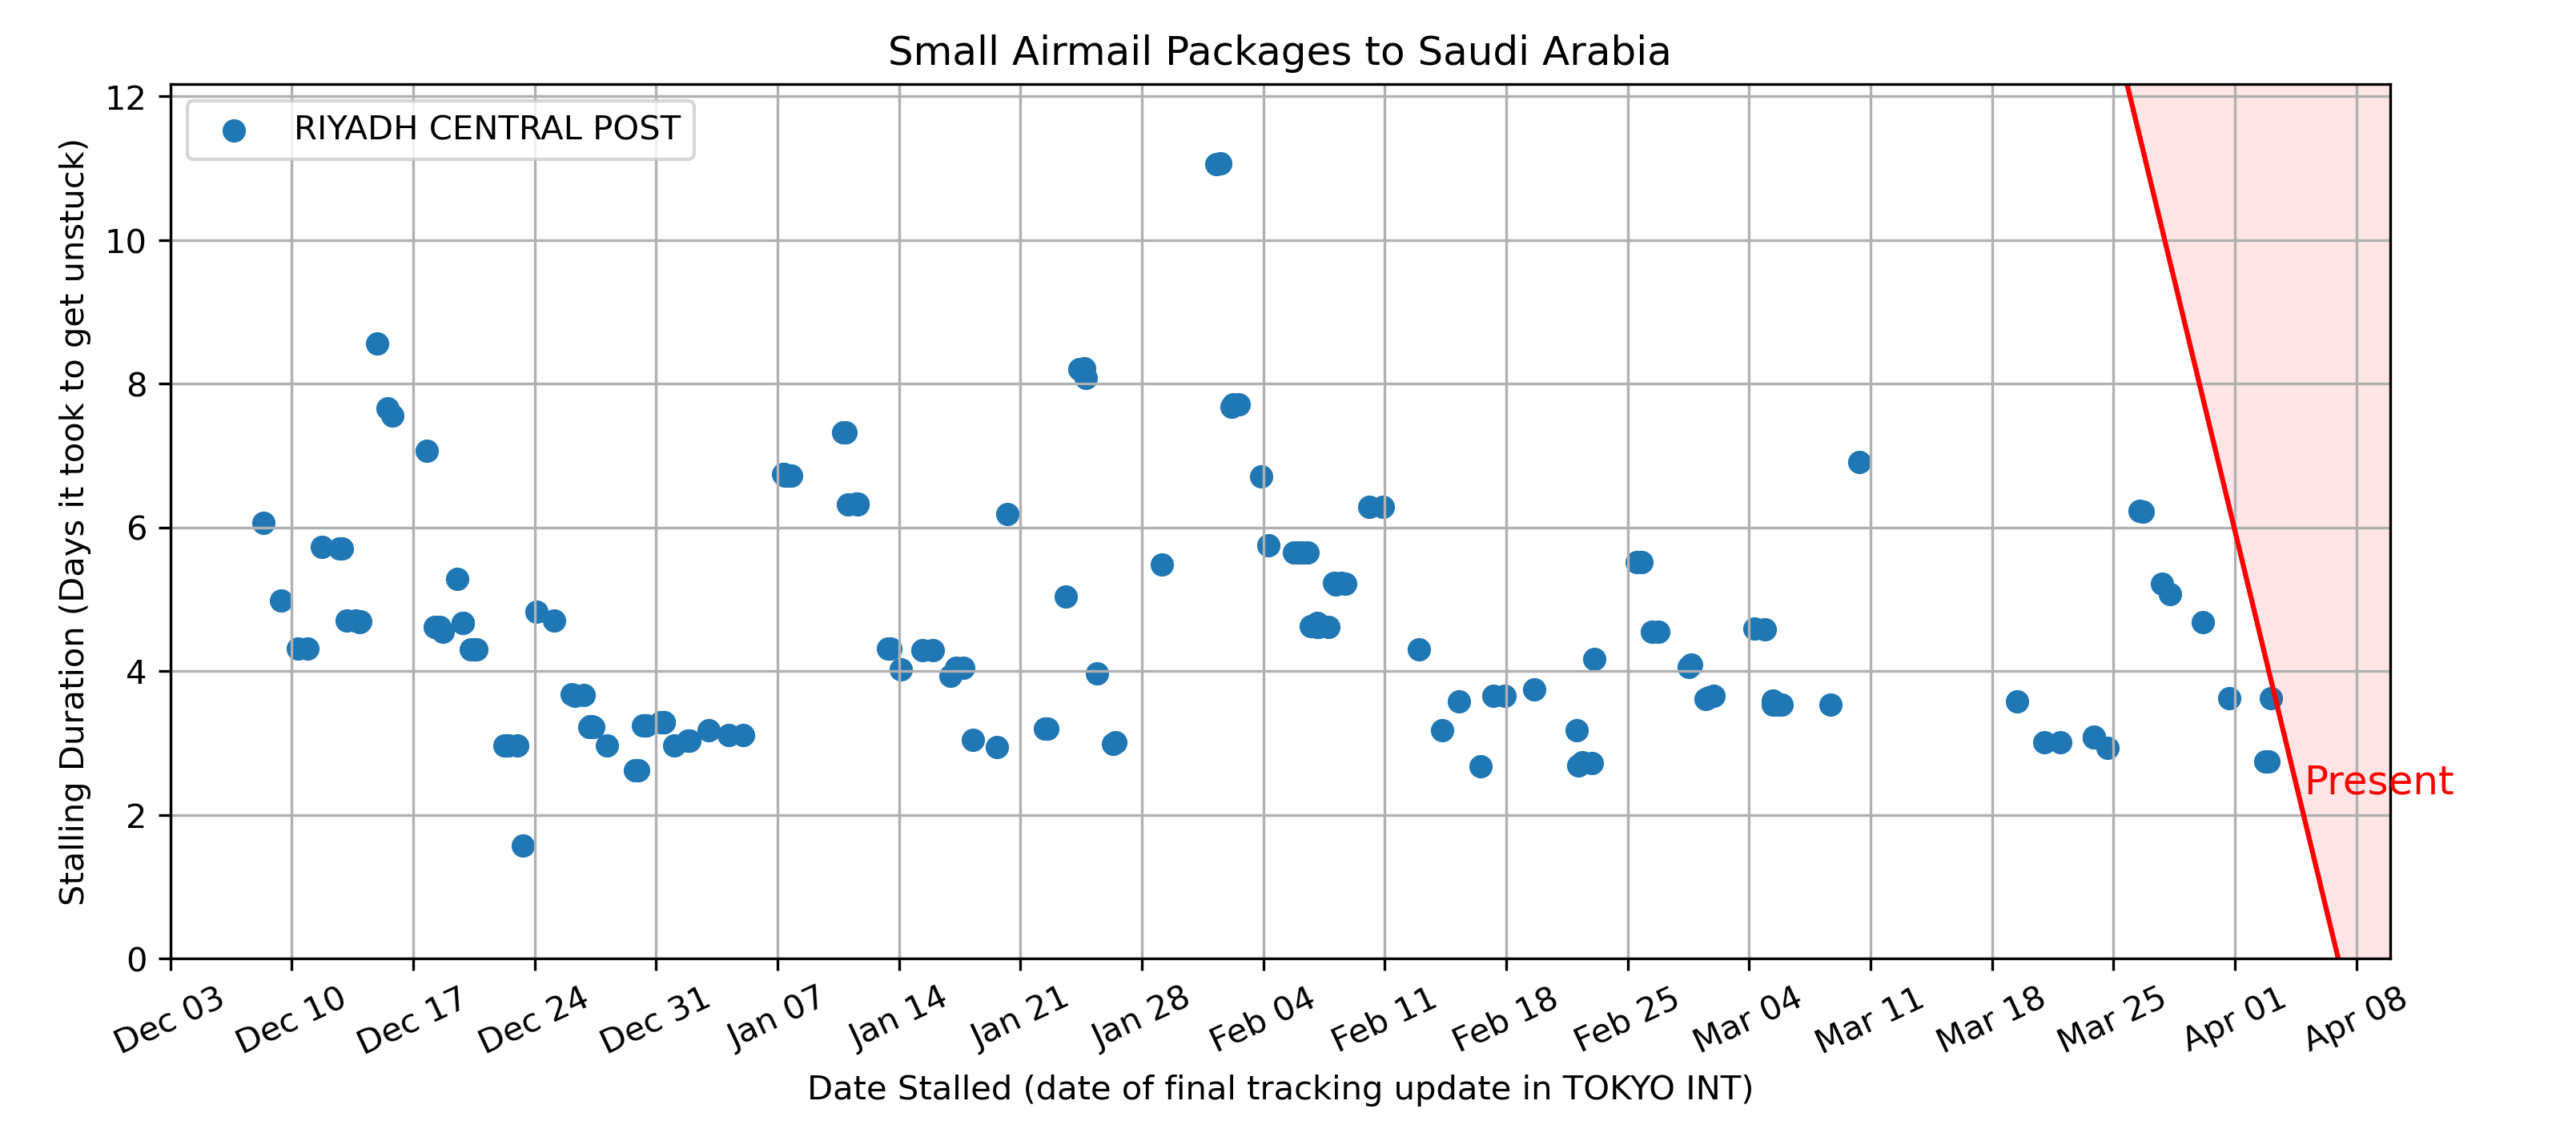 Small Airmail Packages to Saudi Arabia
RIYADH CENTRAL POST
Stalling Duration (Days it took to get unstuck)
12
10
8
6
4
2
0
Present
Dec 03
Dec 10
Dec 17
Dec 24
Dec 31
Jan 07
Jan 14
Jan 21
Jan 28
Feb 04
Feb 11
Feb 18
Feb 25
Mar 04
Mar 11
Mar 18
Mar 25
Apr 01
Apr 08
Date Stalled (date of final tracking update in TOKYO INT)